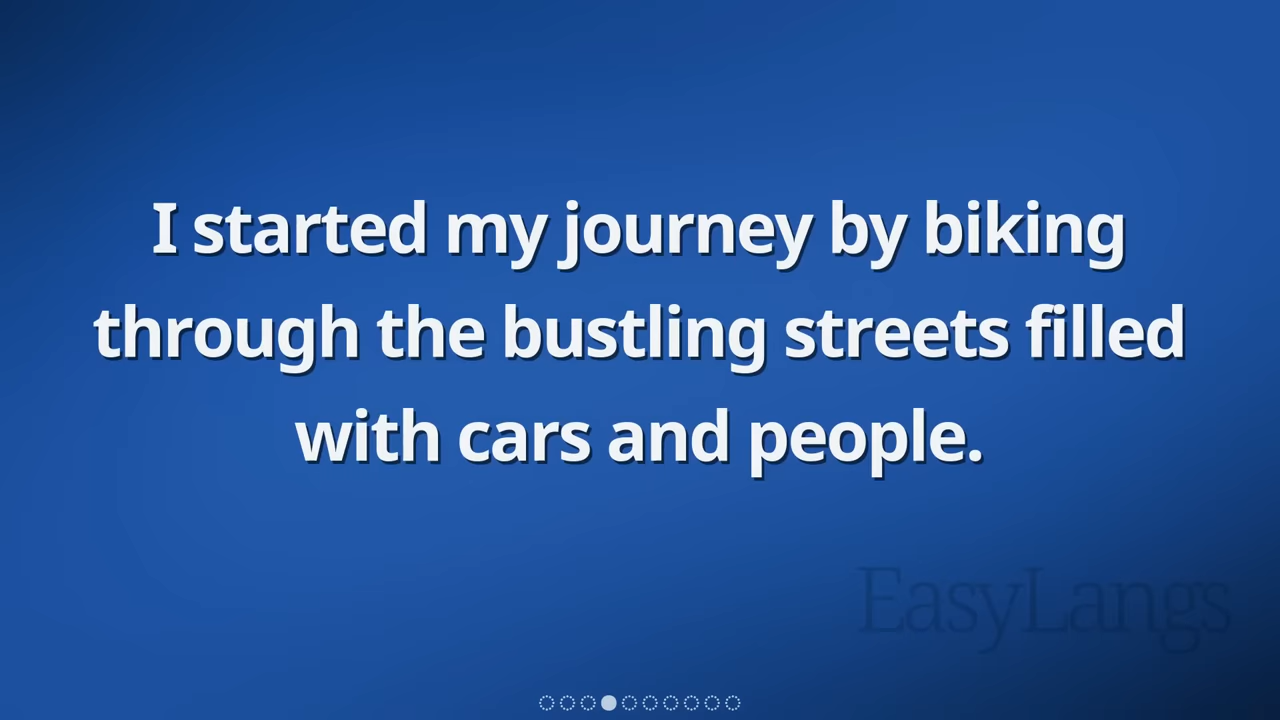 I started my journey by biking
through the bustling streets filled
with cars and people.
EasyLangs